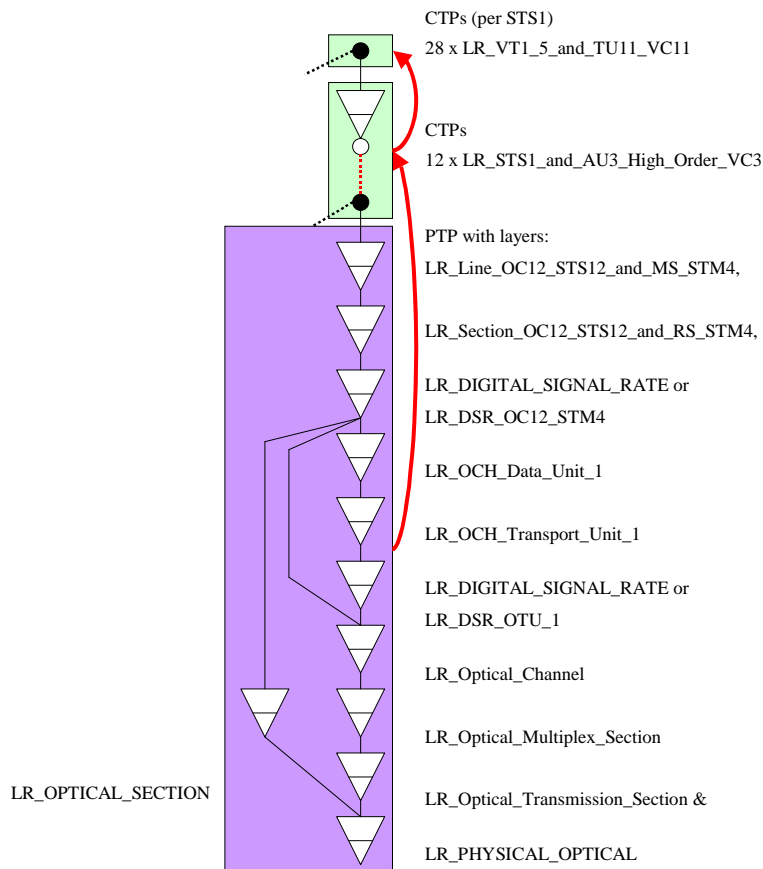 CTPs (per STS1)
28 x LR_VT1_5_and_TU11_VC11
CTPs
12 x LR_STS1_and_AU3_High_Order_VC3
PTP with layers:
LR_Line_OC12_STS12_and_MS_STM4,
LR_Section_OC12_STS12_and_RS_STM4,
LR_DIGITAL_SIGNAL_RATE or
LR_DSR_OC12_STM4
LR_OCH_Data_Unit_1
LR_OCH_Transport_Unit_1
LR_DIGITAL_SIGNAL_RATE or
LR_DSR_OTU_1
LR_Optical_Channel
LR_Optical_Multiplex_Section
LR_OPTICAL_SECTION
LR_Optical_Transmission_Section &
LR_PHYSICAL_OPTICAL